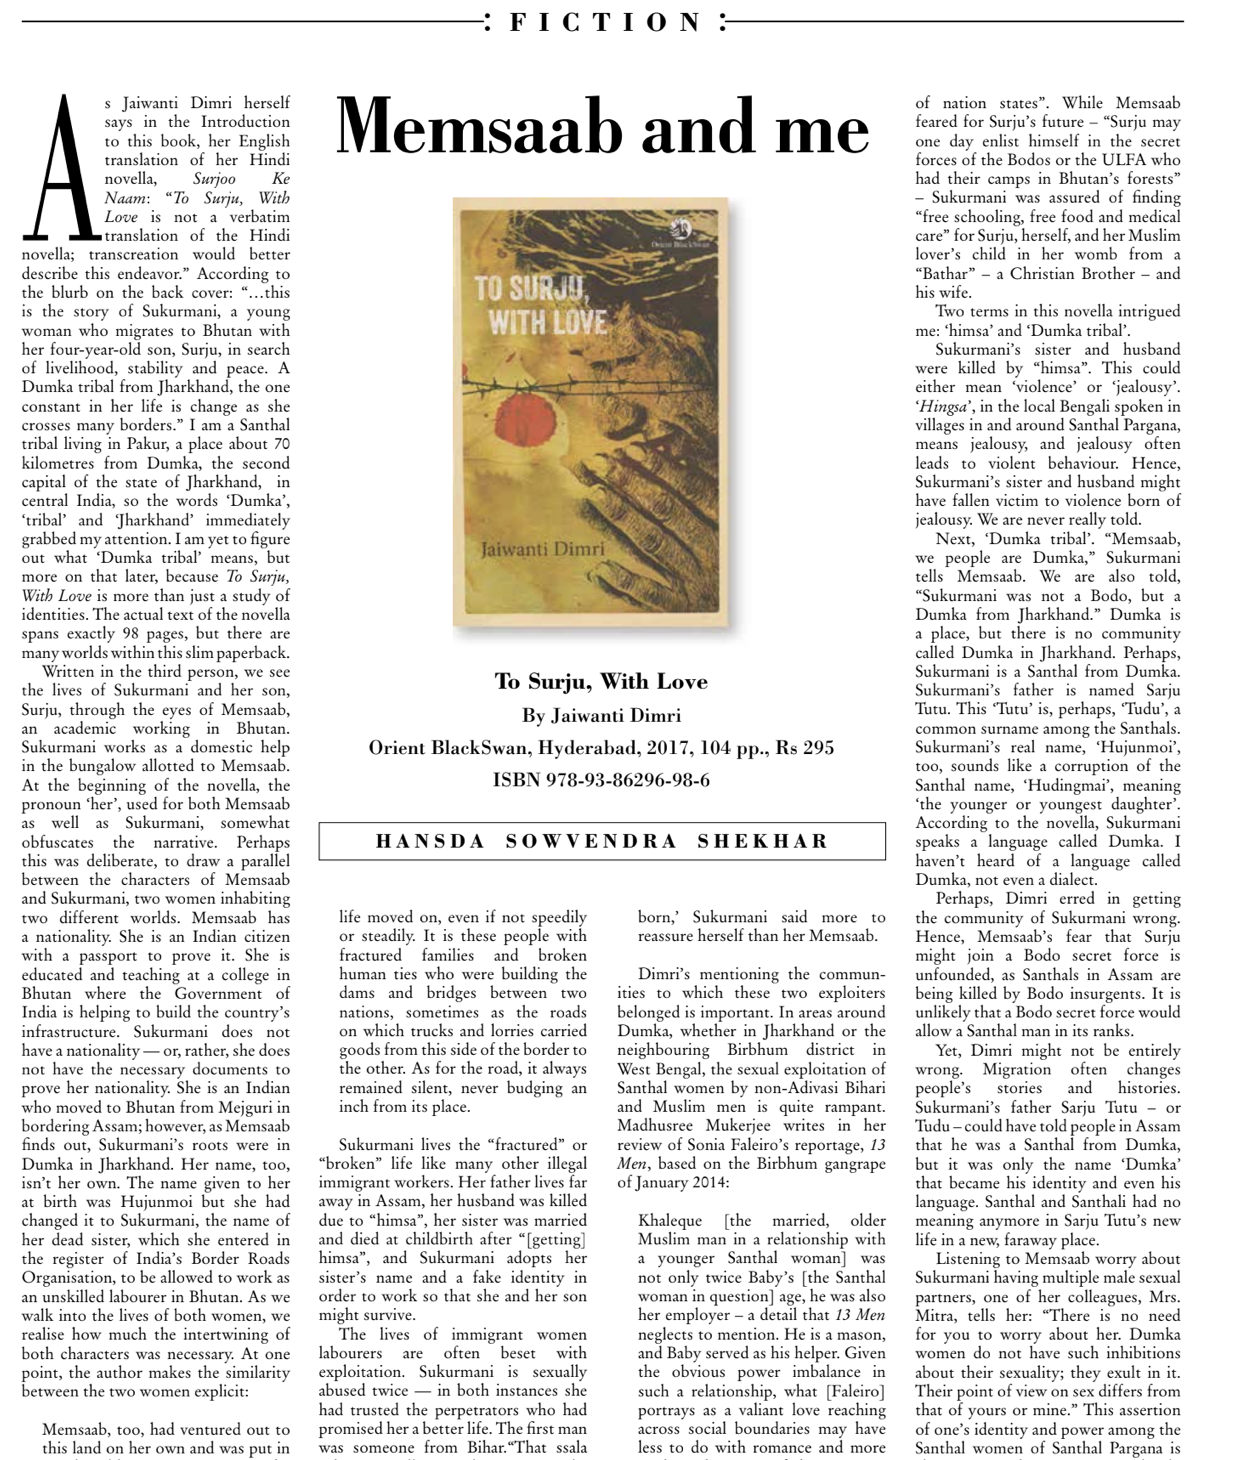 : FICTION :
As Jaiwanti Dimri herself
says in the Introduction
to this book, her English
translation of her Hindi
novella, Surjoo Ke
Naam: “To Surju, With
Love is not a verbatim
translation of the Hindi
novella; transcreation would better
describe this endeavor.” According to
the blurb on the back cover: “…this
is the story of Sukurmani, a young
woman who migrates to Bhutan with
her four-year-old son, Surju, in search
of livelihood, stability and peace. A
Dumka tribal from Jharkhand, the one
constant in her life is change as she
crosses many borders.” I am a Santhal
tribal living in Pakur, a place about 70
kilometres from Dumka, the second
capital of the state of Jharkhand, in
central India, so the words ‘Dumka’,
‘tribal’ and ‘Jharkhand’ immediately
grabbed my attention. I am yet to figure
out what ‘Dumka tribal’ means, but
more on that later, because To Surju,
With Love is more than just a study of
identities. The actual text of the novella
spans exactly 98 pages, but there are
many worlds within this slim paperback.
Written in the third person, we see
the lives of Sukurmani and her son,
Surju, through the eyes of Memsaab,
an academic working in Bhutan.
Sukurmani works as a domestic help
in the bungalow allotted to Memsaab.
At the beginning of the novella, the
pronoun ‘her’, used for both Memsaab
as well as Sukurmani, somewhat
obfuscates the narrative. Perhaps
this was deliberate, to draw a parallel
between the characters of Memsaab
and Sukurmani, two women inhabiting
two different worlds. Memsaab has
a nationality. She is an Indian citizen
with a passport to prove it. She is
educated and teaching at a college in
Bhutan where the Government of
India is helping to build the country’s
infrastructure. Sukurmani does not
have a nationality — or, rather, she does
not have the necessary documents to
prove her nationality. She is an Indian
who moved to Bhutan from Mejguri in
bordering Assam; however, as Memsaab
finds out, Sukurmani’s roots were in
Dumka in Jharkhand. Her name, too,
isn’t her own. The name given to her
at birth was Hujunmoi but she had
changed it to Sukurmani, the name of
her dead sister, which she entered in
the register of India’s Border Roads
Organisation, to be allowed to work as
an unskilled labourer in Bhutan. As we
walk into the lives of both women, we
realise how much the intertwining of
both characters was necessary. At one
point, the author makes the similarity
between the two women explicit:
Memsaab, too, had ventured out to
this land on her own and was put in
Memsaab and me
Orient BlackSwan
TO SURJU,
WITH LOVE
Jaiwanti Dimri
To Surju, With Love
By Jaiwanti Dimri
Orient BlackSwan, Hyderabad, 2017, 104 pp., Rs 295
ISBN 978-93-86296-98-6
HANSDA SOWVENDRA SHEKHAR
life moved on, even if not speedily
or steadily. It is these people with
fractured families and broken
human ties who were building the
dams and bridges between two
nations, sometimes as the roads
on which trucks and lorries carried
goods from this side of the border to
the other. As for the road, it always
remained silent, never budging an
inch from its place.
Sukurmani lives the “fractured” or
“broken” life like many other illegal
immigrant workers. Her father lives far
away in Assam, her husband was killed
due to “himsa”, her sister was married
and died at childbirth after “[getting]
himsa”, and Sukurmani adopts her
sister’s name and a fake identity in
order to work so that she and her son
might survive.
The lives of immigrant women
labourers are often beset with
exploitation. Sukurmani is sexually
abused twice — in both instances she
had trusted the perpetrators who had
promised her a better life. The first man
was someone from Bihar.“That ssala
born,’ Sukurmani said more to
reassure herself than her Memsaab.
Dimri’s mentioning the commun-
ities to which these two exploiters
belonged is important. In areas around
Dumka, whether in Jharkhand or the
neighbouring Birbhum district in
West Bengal, the sexual exploitation of
Santhal women by non-Adivasi Bihari
and Muslim men is quite rampant.
Madhusree Mukerjee writes in her
review of Sonia Faleiro’s reportage, 13
Men, based on the Birbhum gangrape
of January 2014:
Khaleque [the married, older
Muslim man in a relationship with
a younger Santhal woman] was
not only twice Baby’s [the Santhal
woman in question] age, he was also
her employer – a detail that 13 Men
neglects to mention. He is a mason,
and Baby served as his helper. Given
the obvious power imbalance in
such a relationship, what [Faleiro]
portrays as a valiant love reaching
across social boundaries may have
less to do with romance and more
of nation states”. While Memsaab
feared for Surju’s future – “Surju may
one day enlist himself in the secret
forces of the Bodos or the ULFA who
had their camps in Bhutan’s forests”
– Sukurmani was assured of finding
“free schooling, free food and medical
care” for Surju, herself, and her Muslim
lover’s child in her womb from a
“Bathar” – a Christian Brother – and
his wife.
Two terms in this novella intrigued
me: ‘himsa’ and ‘Dumka tribal’.
Sukurmani’s sister and husband
were killed by “himsa”. This could
either mean ‘violence’ or ‘jealousy’.
‘Hingsa’, in the local Bengali spoken in
villages in and around Santhal Pargana,
means jealousy, and jealousy often
leads to violent behaviour. Hence,
Sukurmani’s sister and husband might
have fallen victim to violence born of
jealousy. We are never really told.
Next, ‘Dumka tribal’. “Memsaab,
we people are Dumka,” Sukurmani
tells Memsaab. We are also told,
“Sukurmani was not a Bodo, but a
Dumka from Jharkhand.” Dumka is
a place, but there is no community
called Dumka in Jharkhand. Perhaps,
Sukurmani is a Santhal from Dumka.
Sukurmani’s father is named Sarju
Tutu. This ‘Tutu’ is, perhaps, ‘Tudu’, a
common surname among the Santhals.
Sukurmani’s real name, ‘Hujunmoi’,
too, sounds like a corruption of the
Santhal name, ‘Hudingmai’, meaning
‘the younger or youngest daughter’.
According to the novella, Sukurmani
speaks a language called Dumka. I
haven’t heard of a language called
Dumka, not even a dialect.
Perhaps, Dimri erred in getting
the community of Sukurmani wrong.
Hence, Memsaab’s fear that Surju
might join a Bodo secret force is
unfounded, as Santhals in Assam are
being killed by Bodo insurgents. It is
unlikely that a Bodo secret force would
allow a Santhal man in its ranks.
Yet, Dimri might not be entirely
wrong. Migration often changes
people’s stories and histories.
Sukurmani’s father Sarju Tutu – or
Tudu – could have told people in Assam
that he was a Santhal from Dumka,
but it was only the name ‘Dumka’
that became his identity and even his
language. Santhal and Santhali had no
meaning anymore in Sarju Tutu’s new
life in a new, faraway place.
Listening to Memsaab worry about
Sukurmani having multiple male sexual
partners, one of her colleagues, Mrs.
Mitra, tells her: “There is no need
for you to worry about her. Dumka
women do not have such inhibitions
about their sexuality; they exult in it.
Their point of view on sex differs from
that of yours or mine.” This assertion
of one’s identity and power among the
Santhal women of Santhal Pargana is